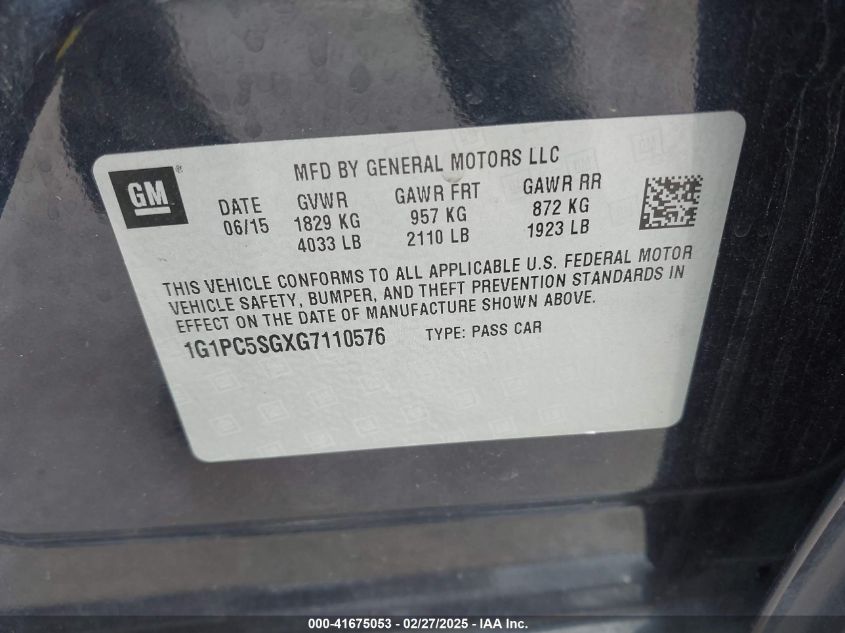 MFD BY GENERAL MOTORS LLC
GM®
DATE GVWR GAWR FRT GAWR RR
06/15 1829 KG 957 KG 872 KG
4033 LB 2110 LB 1923 LB
THIS VEHICLE CONFORMS TO ALL APPLICABLE U.S. FEDERAL MOTOR
VEHICLE SAFETY, BUMPER, AND THEFT PREVENTION STANDARDS IN
EFFECT ON THE DATE OF MANUFACTURE SHOWN ABOVE.
1G1PC5SGXG7110576 TYPE: PASS CAR
000-41675053 - 02/27/2025 - IAA Inc.